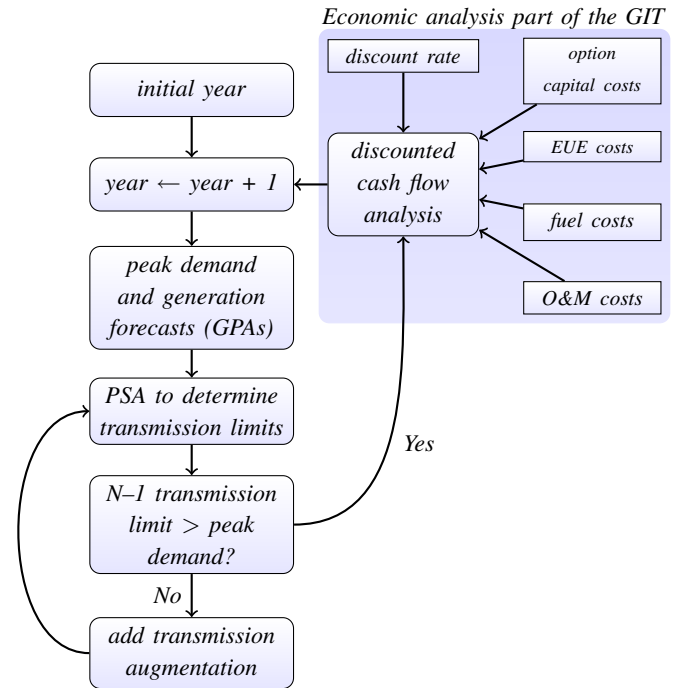 Economic analysis part of the GIT
discount rate
option
capital costs
initial year
discounted
cash flow
analysis
EUE costs
year ← year + 1
fuel costs
peak demand
and generation
forecasts (GPAs)
O&M costs
PSA to determine
transmission limits
Yes
N–1 transmission
limit > peak
demand?
No
add transmission
augmentation